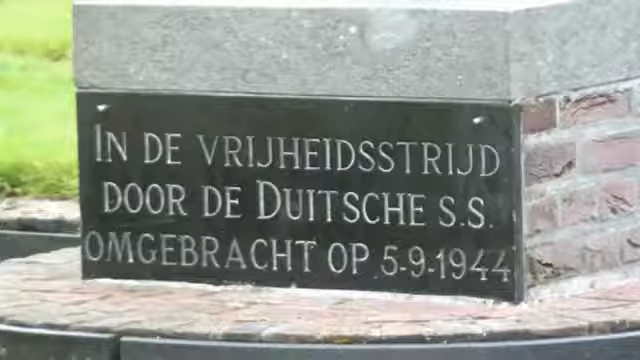 IN DE VRIJHEIDSSTRIJD
DOOR DE DUITSCHE S.S.
OMGEBRACHT OP 5-9-1944